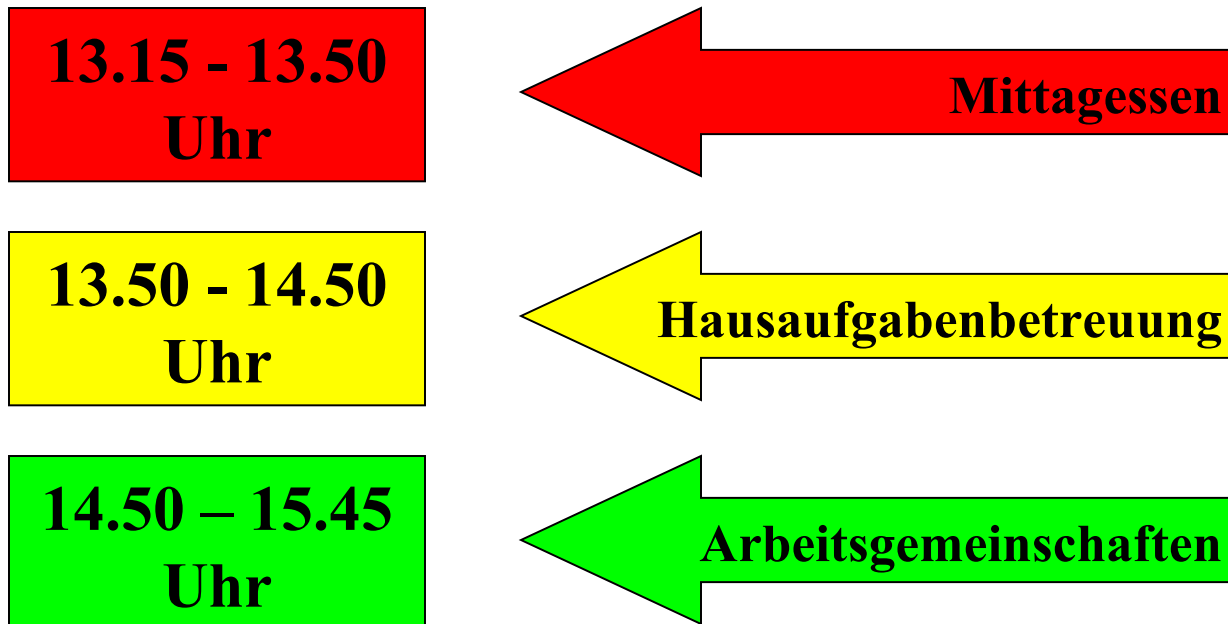 13.15 - 13.50
Uhr
Mittagessen
13.50 - 14.50
Uhr
Hausaufgabenbetreuung
14.50 – 15.45
Uhr
Arbeitsgemeinschaften